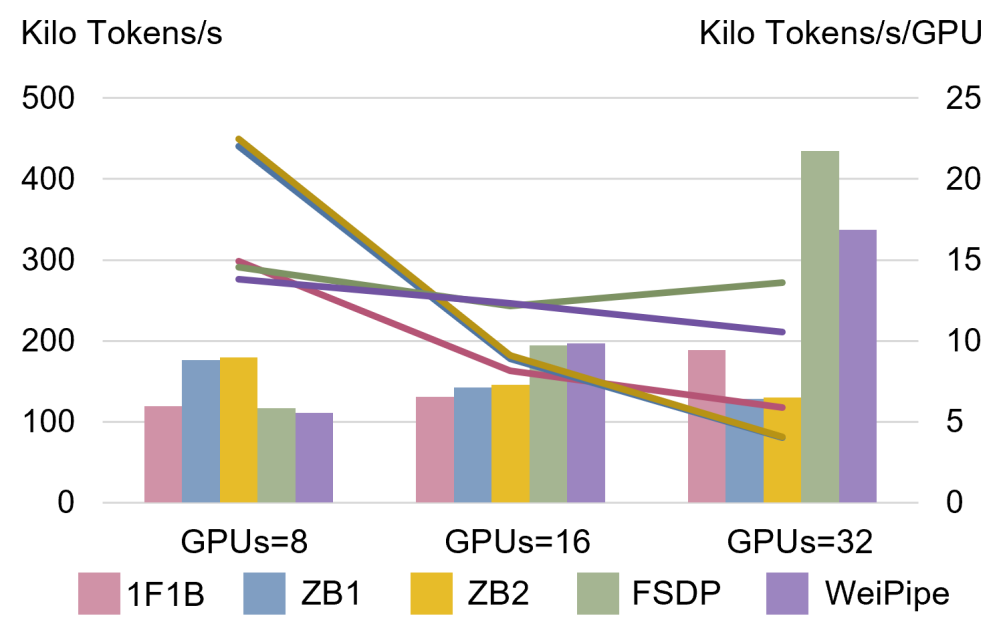 Kilo Tokens/s Kilo Tokens/s/GPU
500 25
400 20
300 15
200 10
100 5
0 0
GPUs=8 GPUs=16 GPUs=32
1F1B ZB1 ZB2 FSDP WeiPipe